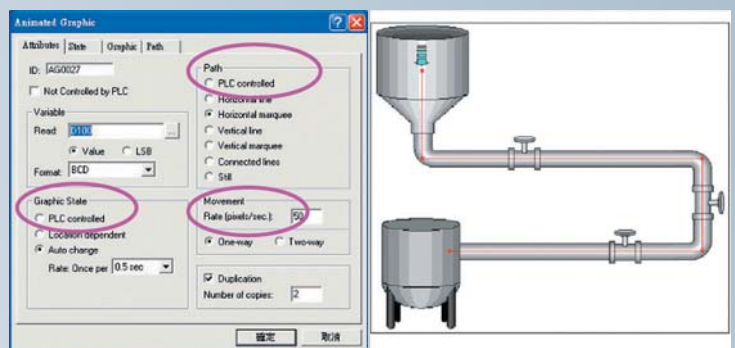 Animated Graphic
Attributes State Graphic Path
ID: AG0027
Not Controlled by PLC
Variable
Read: D100 ...
Value LSB
Format: BCD
Graphic State
PLC controlled
Location dependent
Auto change
Rate: Once per 0.5 sec
Path
PLC controlled
Horizontal line
Horizontal marquee
Vertical line
Vertical marquee
Connected lines
Still
Movement
Rate (pixels/sec.): 50
One-way Two-way
Duplication
Number of copies: 2
確定 取消